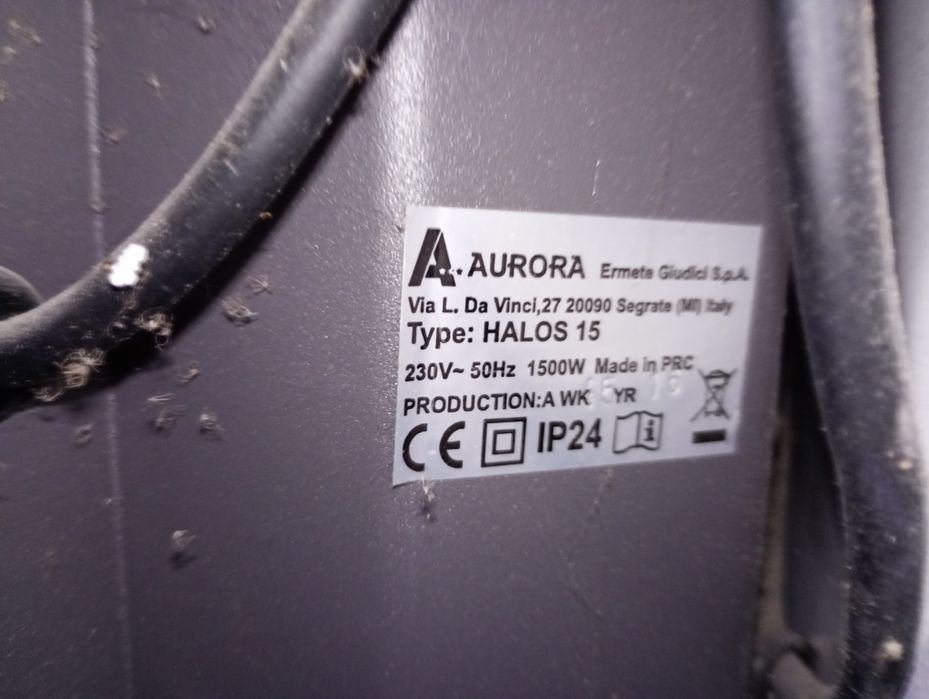 AURORA Ermete Giudici S.p.A.
Via L. Da Vinci,27 20090 Segrate (MI) Italy
Type: HALOS 15
230V~ 50Hz 1500W Made in PRC
PRODUCTION:A WK YR
CE IP24 i